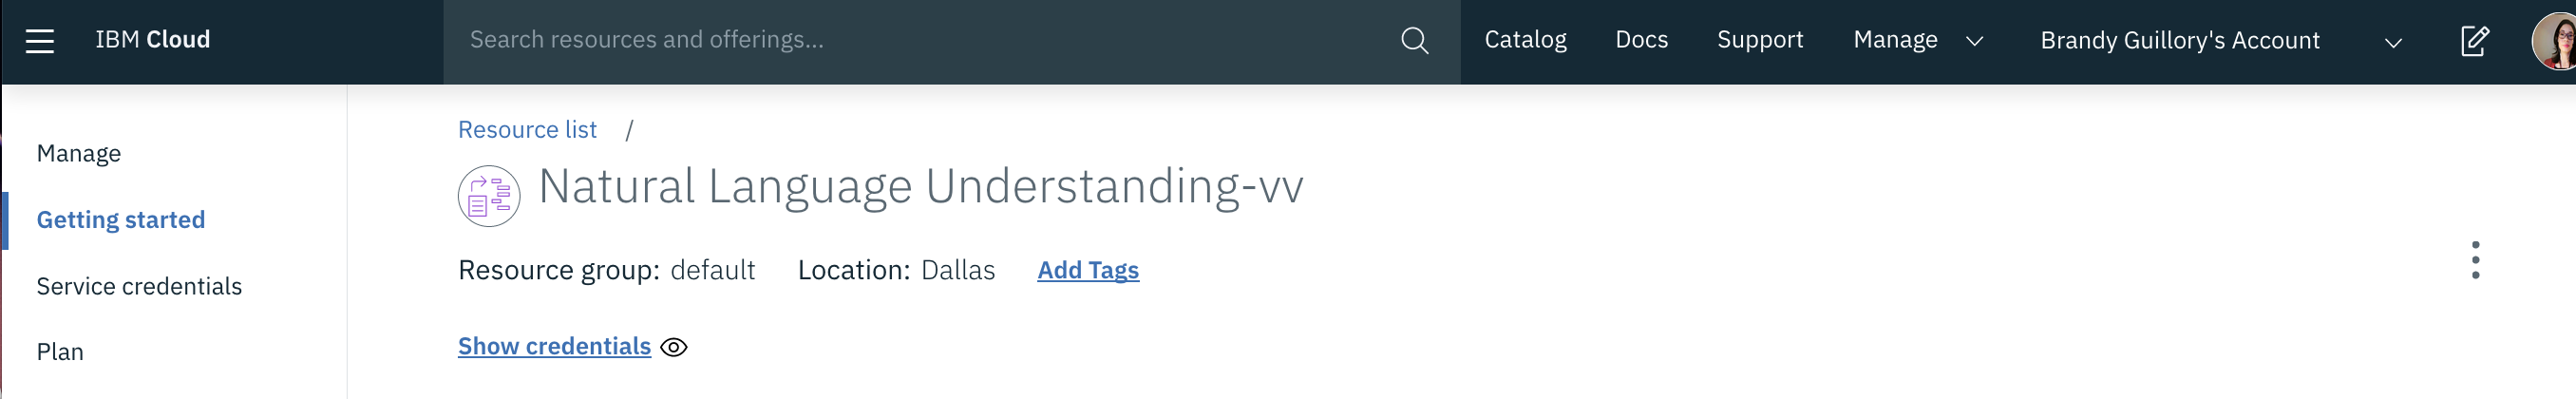 IBM Cloud Search resources and offerings... Catalog Docs Support Manage Brandy Guillory's Account
Manage
Getting started
Service credentials
Plan
Resource list /
Natural Language Understanding-vv
Resource group: default Location: Dallas Add Tags
Show credentials